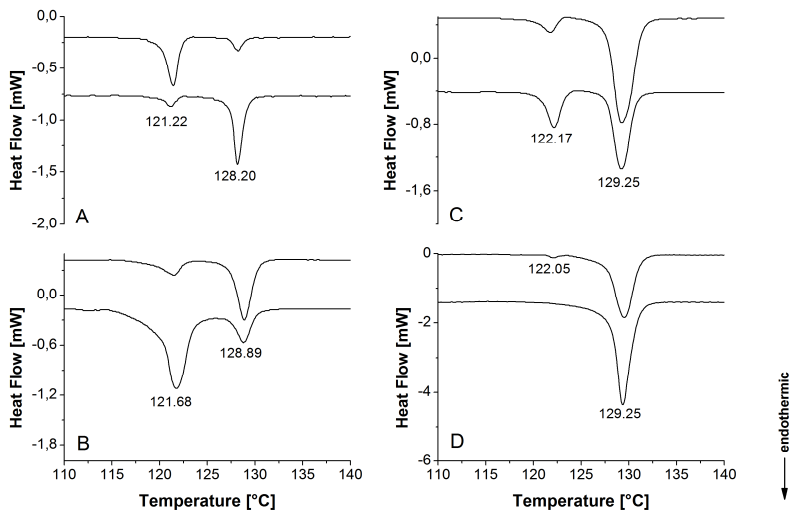 0,0
-0,5
-1,0
-1,5
-2,0
Heat Flow [mW]
121.22
128.20
A
0,0
-0,8
-1,6
Heat Flow [mW]
122.17
129.25
C
0,0
-0,6
-1,2
-1,8
Heat Flow [mW]
121.68
128.89
B
110 115 120 125 130 135 140
Temperature [°C]
0
-2
-4
-6
Heat Flow [mW]
122.05
129.25
D
110 115 120 125 130 135 140
Temperature [°C]
endothermic